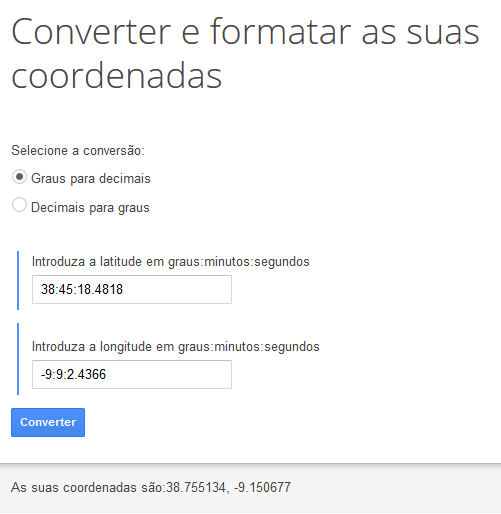 Converter e formatar as suas
coordenadas
Selecione a conversão:
Graus para decimais
Decimais para graus
Introduza a latitude em graus:minutos:segundos
38:45:18.4818
Introduza a longitude em graus:minutos:segundos
-9:9:2.4366
Converter
As suas coordenadas são:38.755134, -9.150677